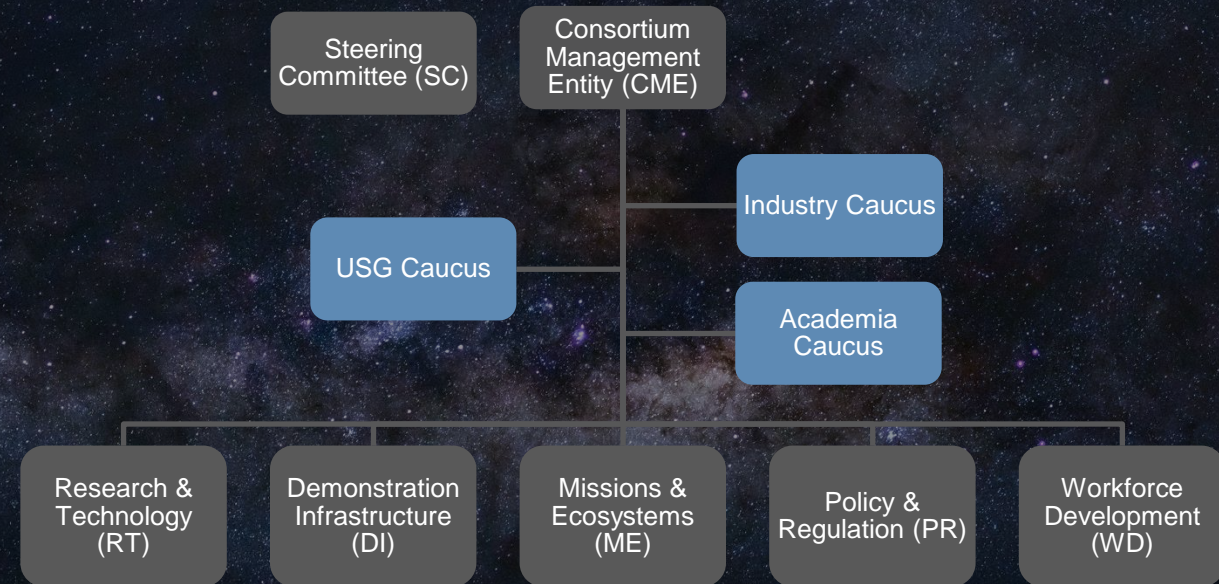 Steering
Committee (SC)
Consortium
Management
Entity (CME)
Industry Caucus
USG Caucus
Academia
Caucus
Research &
Technology
(RT)
Demonstration
Infrastructure
(DI)
Missions &
Ecosystems
(ME)
Policy &
Regulation (PR)
Workforce
Development
(WD)